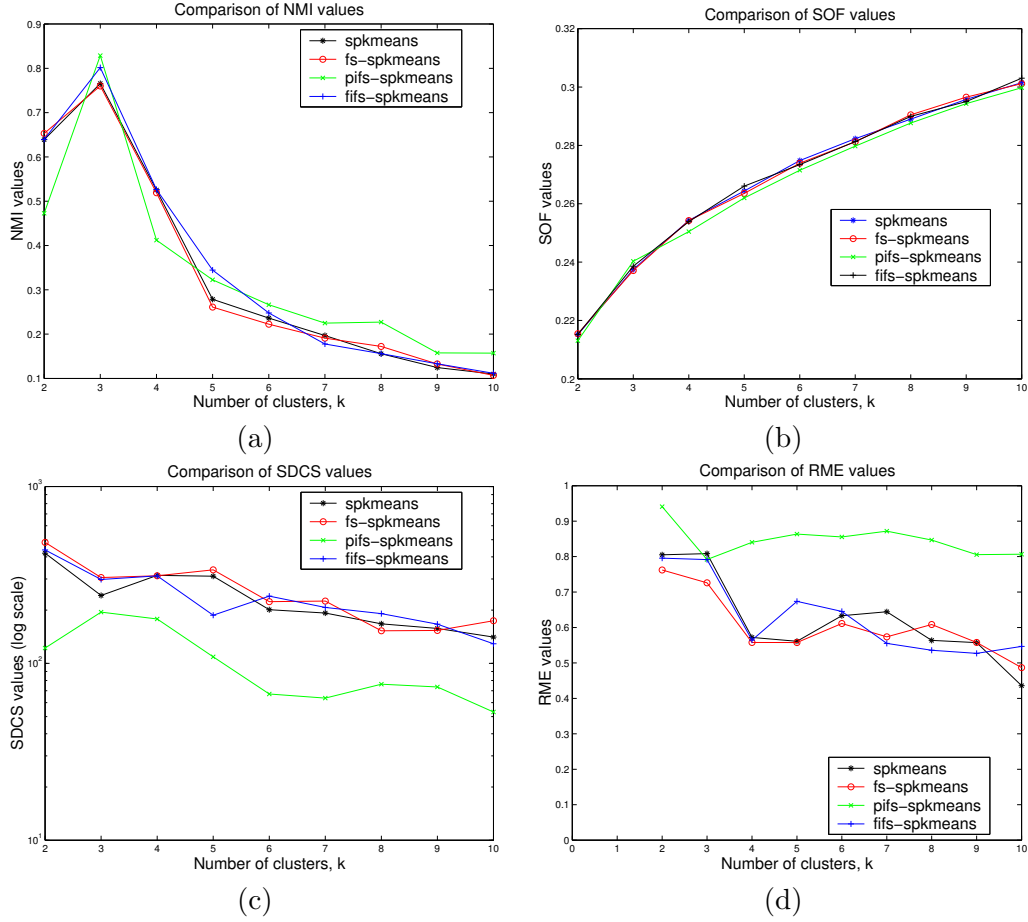 Comparison of NMI values
0.9
0.8
0.7
0.6
0.5
0.4
0.3
0.2
0.1
NMI values
spkmeans
fs-spkmeans
pifs-spkmeans
fifs-spkmeans
2 3 4 5 6 7 8 9 10
Number of clusters, k
(a)
Comparison of SOF values
0.32
0.3
0.28
0.26
0.24
0.22
0.2
SOF values
spkmeans
fs-spkmeans
pifs-spkmeans
fifs-spkmeans
2 3 4 5 6 7 8 9 10
Number of clusters, k
(b)
Comparison of SDCS values
10^3
10^2
10^1
SDCS values (log scale)
spkmeans
fs-spkmeans
pifs-spkmeans
fifs-spkmeans
2 3 4 5 6 7 8 9 10
Number of clusters, k
(c)
Comparison of RME values
1
0.9
0.8
0.7
0.6
0.5
0.4
0.3
0.2
0.1
0
RME values
spkmeans
fs-spkmeans
pifs-spkmeans
fifs-spkmeans
0 1 2 3 4 5 6 7 8 9 10
Number of clusters, k
(d)